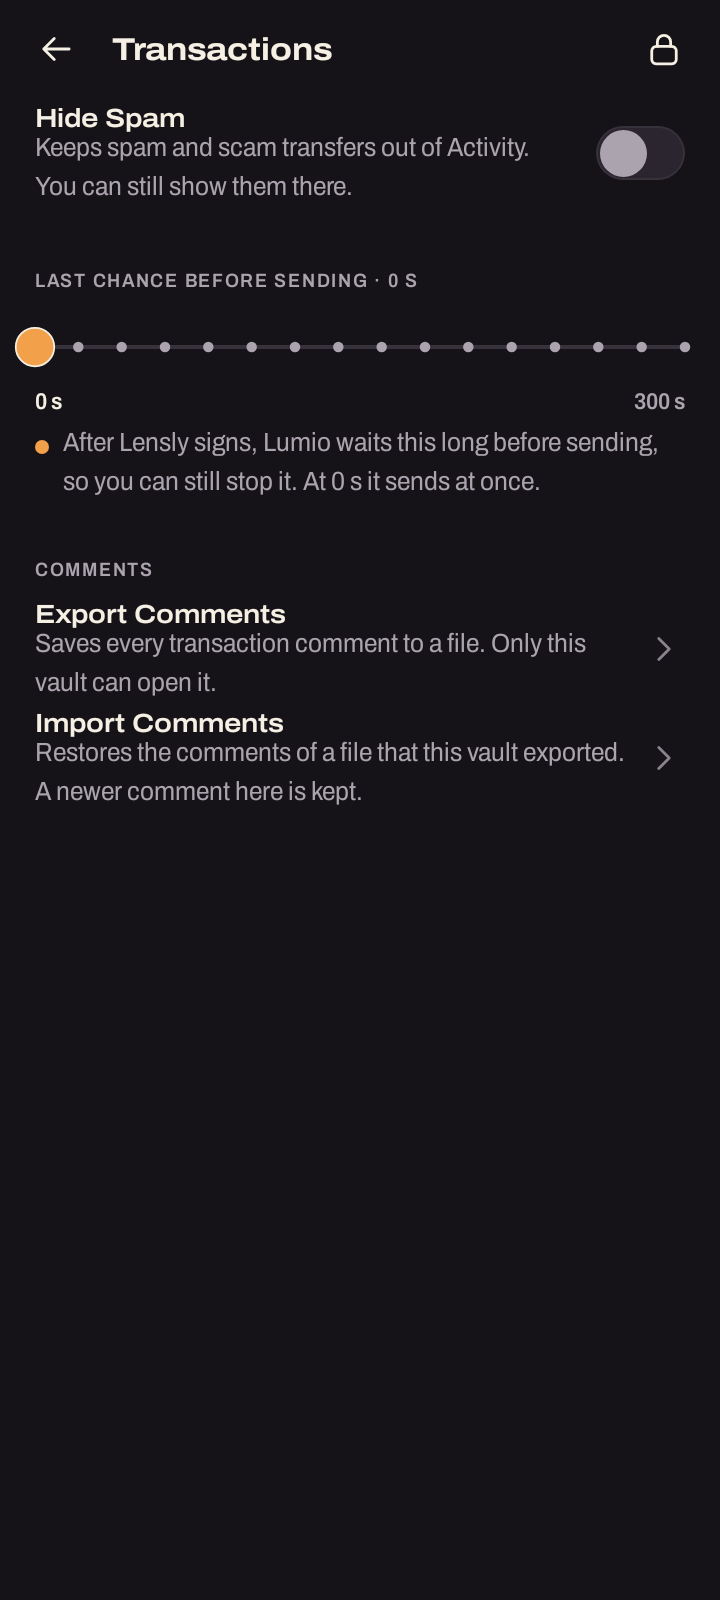 Transactions
Hide Spam
Keeps spam and scam transfers out of Activity.
You can still show them there.
LAST CHANCE BEFORE SENDING · 0 S
0 s
300 s
After Lensly signs, Lumio waits this long before sending,
so you can still stop it. At 0 s it sends at once.
COMMENTS
Export Comments
Saves every transaction comment to a file. Only this
vault can open it.
Import Comments
Restores the comments of a file that this vault exported.
A newer comment here is kept.